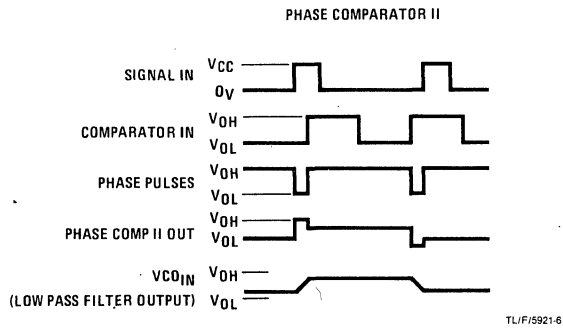 PHASE COMPARATOR II
SIGNAL IN
VCC
0V
COMPARATOR IN
VOH
VOL
PHASE PULSES
VOH
VOL
PHASE COMP II OUT
VOH
VOL
VCOIN
(LOW PASS FILTER OUTPUT)
VOH
VOL
TL/F/5921-6